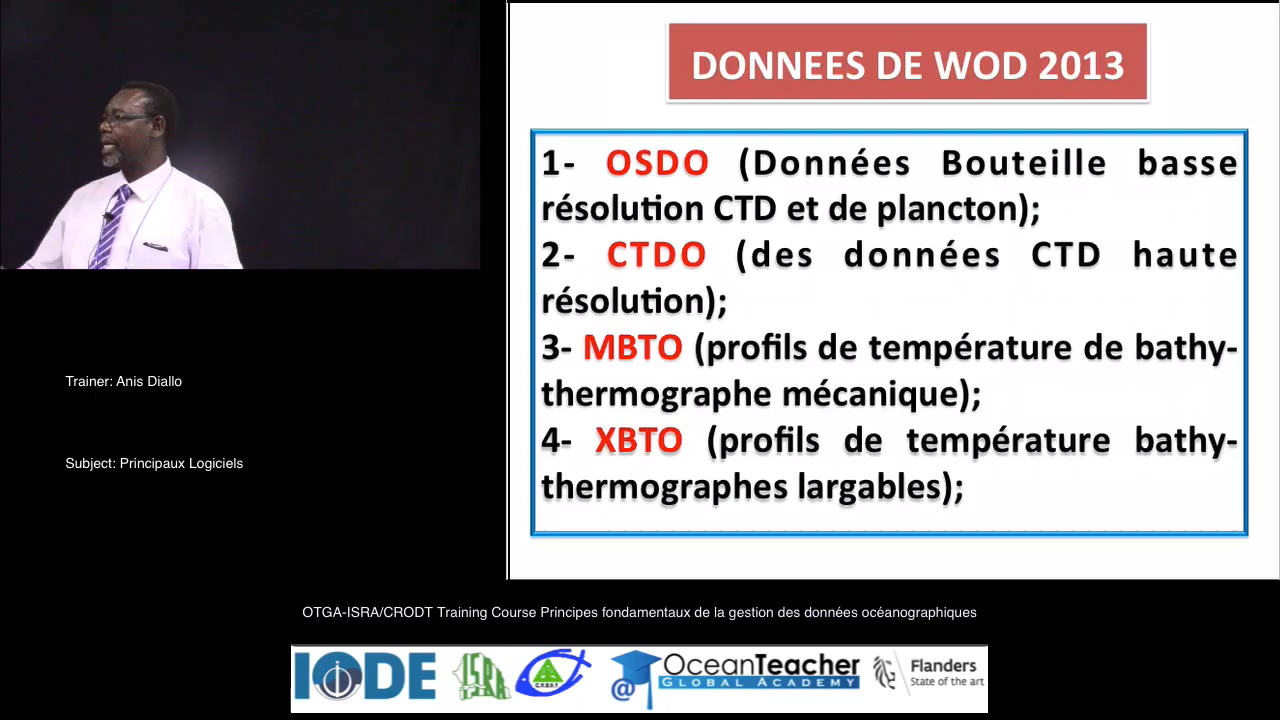 DONNEES DE WOD 2013
1- OSDO (Données Bouteille basse
résolution CTD et de plancton);
2- CTDO (des données CTD haute
résolution);
3- MBTO (profils de température de bathy-
thermographe mécanique);
4- XBTO (profils de température bathy-
thermographes largables);
Trainer: Anis Diallo
Subject: Principaux Logiciels
OTGA-ISRA/CRODT Training Course Principes fondamentaux de la gestion des données océanographiques
IODE
ISRA
OceanTeacher
GLOBAL ACADEMY
@
Flanders
State of the art